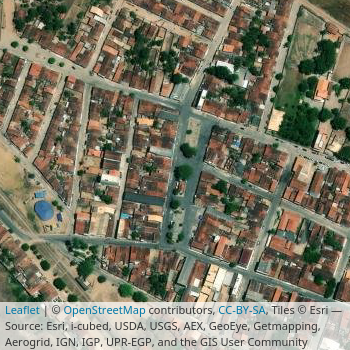 Leaflet | © OpenStreetMap contributors, CC-BY-SA, Tiles © Esri —
Source: Esri, i-cubed, USDA, USGS, AEX, GeoEye, Getmapping,
Aerogrid, IGN, IGP, UPR-EGP, and the GIS User Community